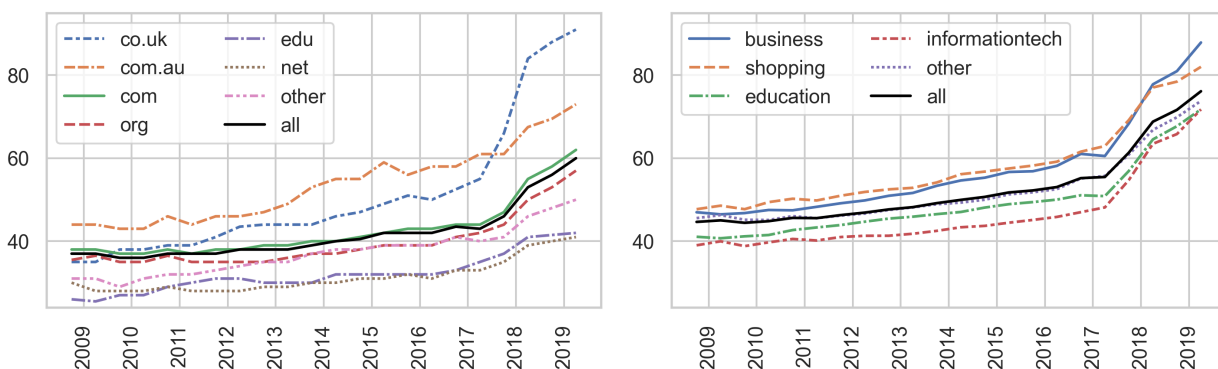 co.uk
com.au
com
org
edu
net
other
all
80
60
40
2009 2010 2011 2012 2013 2014 2015 2016 2017 2018 2019
business
shopping
education
informationtech
other
all
80
60
40
2009 2010 2011 2012 2013 2014 2015 2016 2017 2018 2019